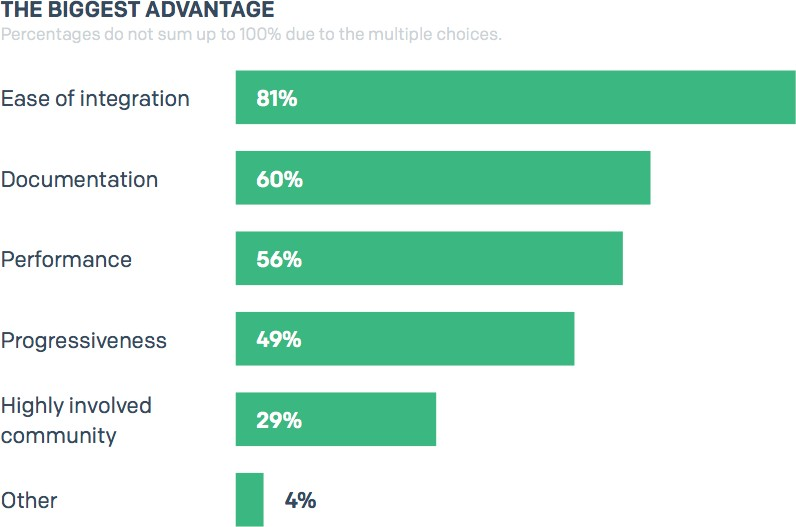 THE BIGGEST ADVANTAGE
Percentages do not sum up to 100% due to the multiple choices.
Ease of integration 81%
Documentation 60%
Performance 56%
Progressiveness 49%
Highly involved
community 29%
Other 4%